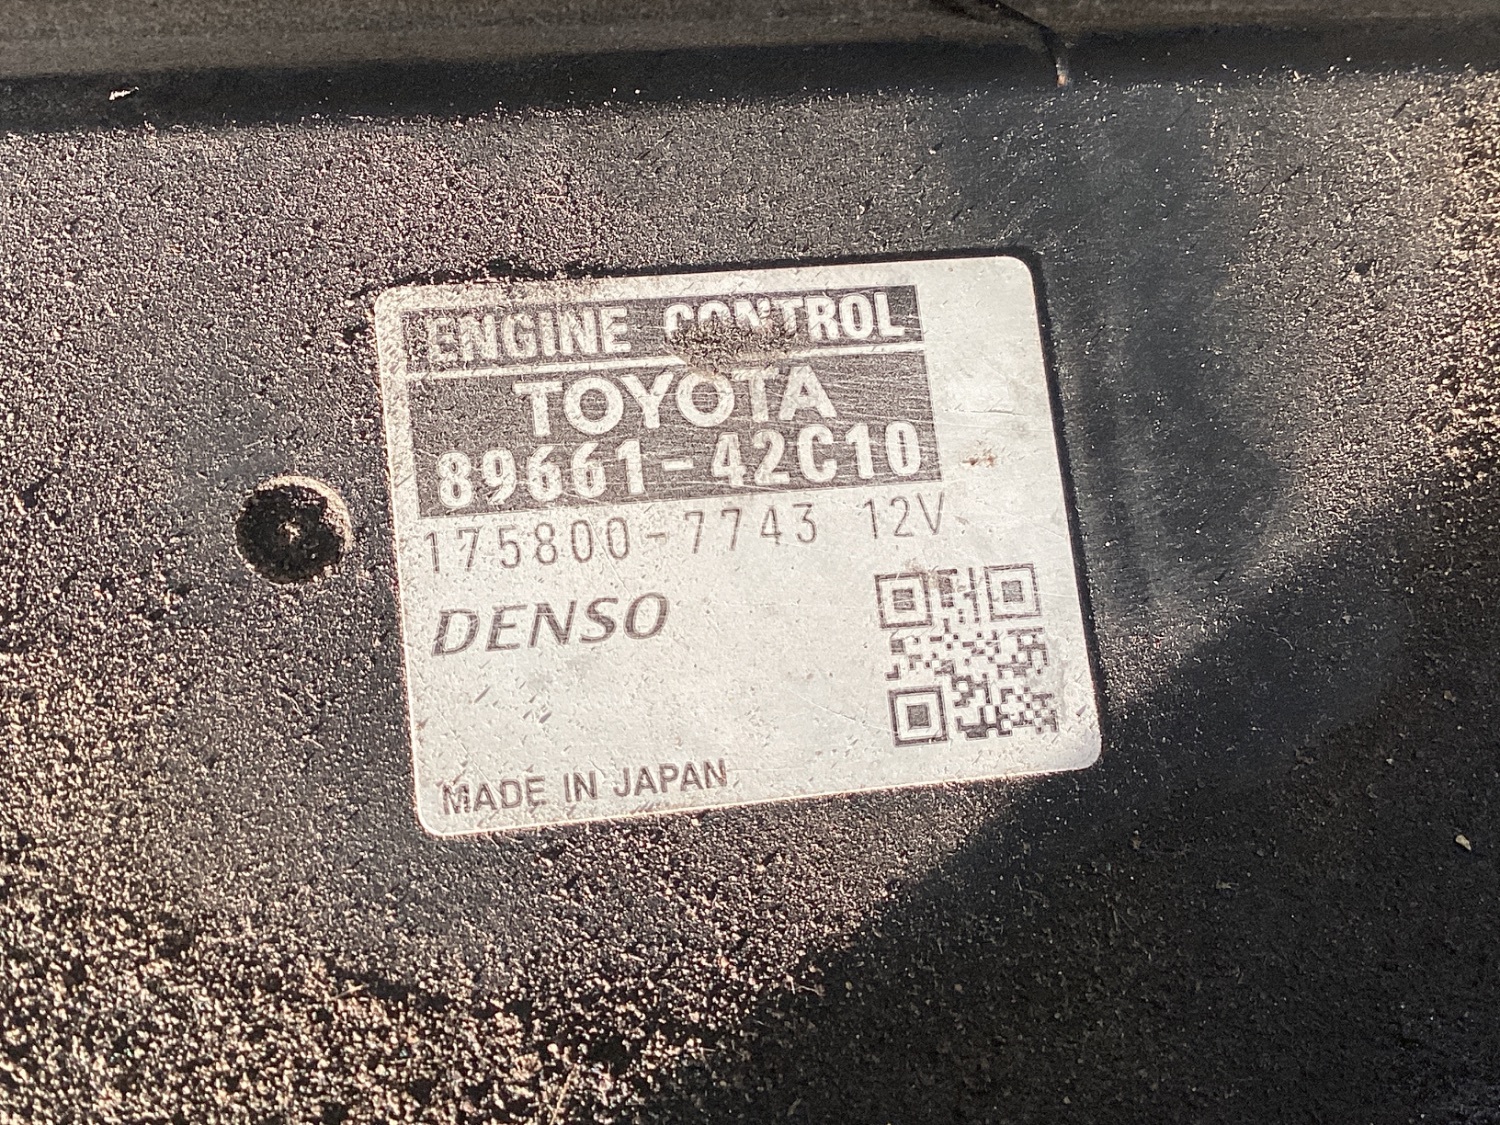 ENGINE CONTROL
TOYOTA
89661-42C10
175800-7743 12V
DENSO
MADE IN JAPAN